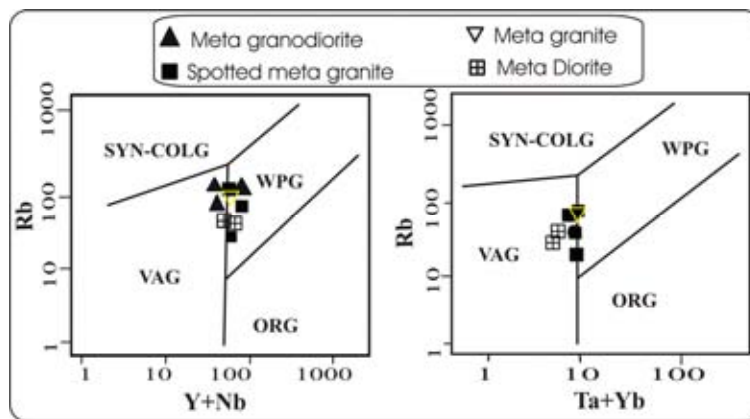 Meta granodiorite
Meta granite
Spotted meta granite
Meta Diorite
1000
100
10
1
Rb
SYN-COLG
WPG
VAG
ORG
1 10 100 1000
Y+Nb
1000
100
10
1
Rb
SYN-COLG
WPG
VAG
ORG
1 10 100
Ta+Yb